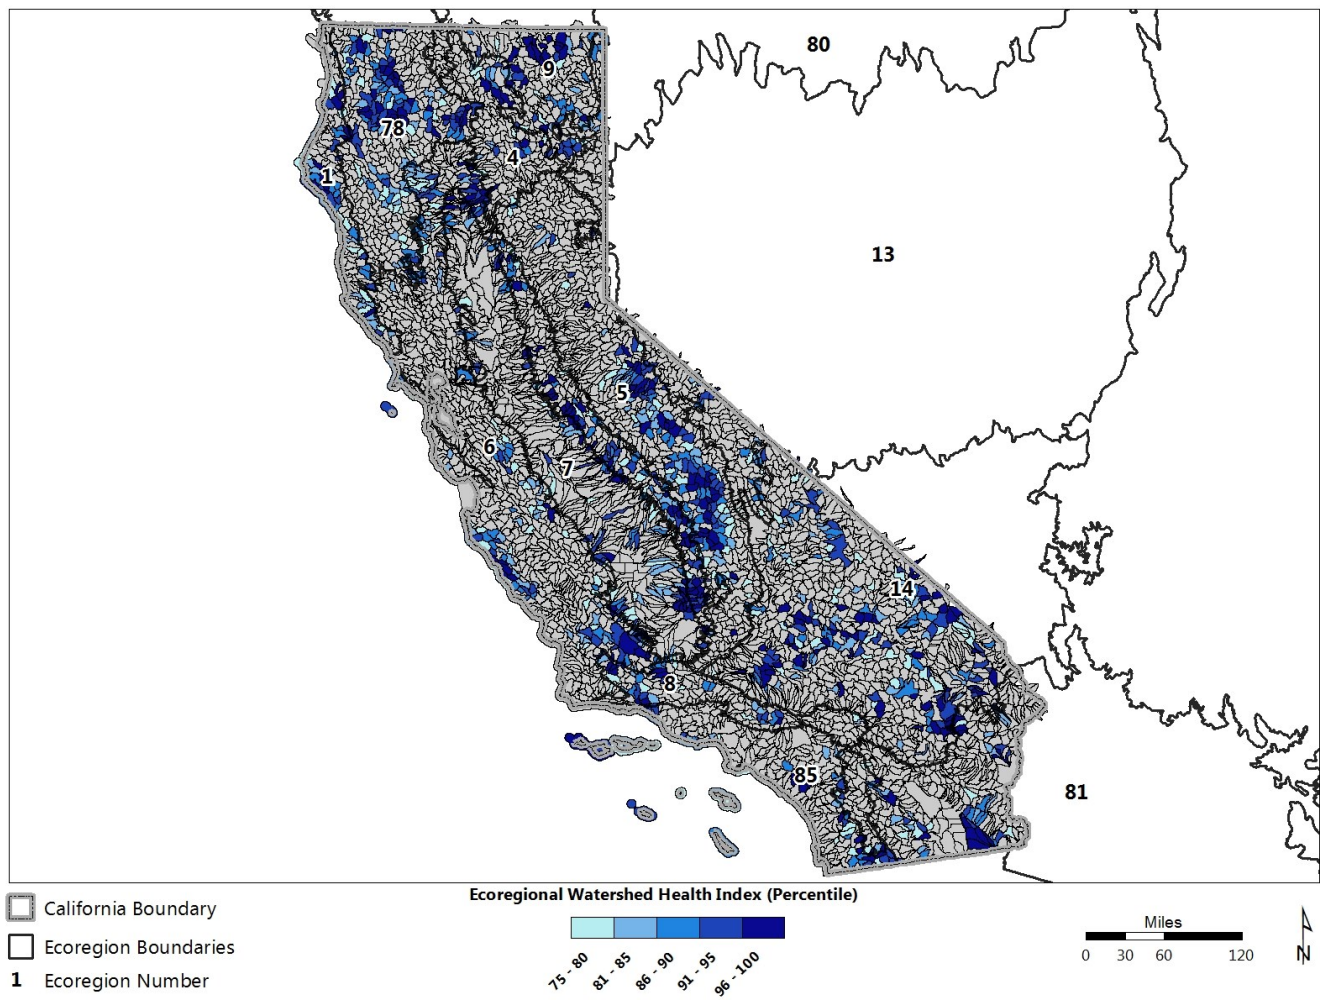 80
9
78
4
1
13
5
6
7
14
8
85
81
Ecoregional Watershed Health Index (Percentile)
California Boundary
Ecoregion Boundaries
1 Ecoregion Number
75 - 80
81 - 85
86 - 90
91 - 95
96 - 100
Miles
0 30 60 120
N